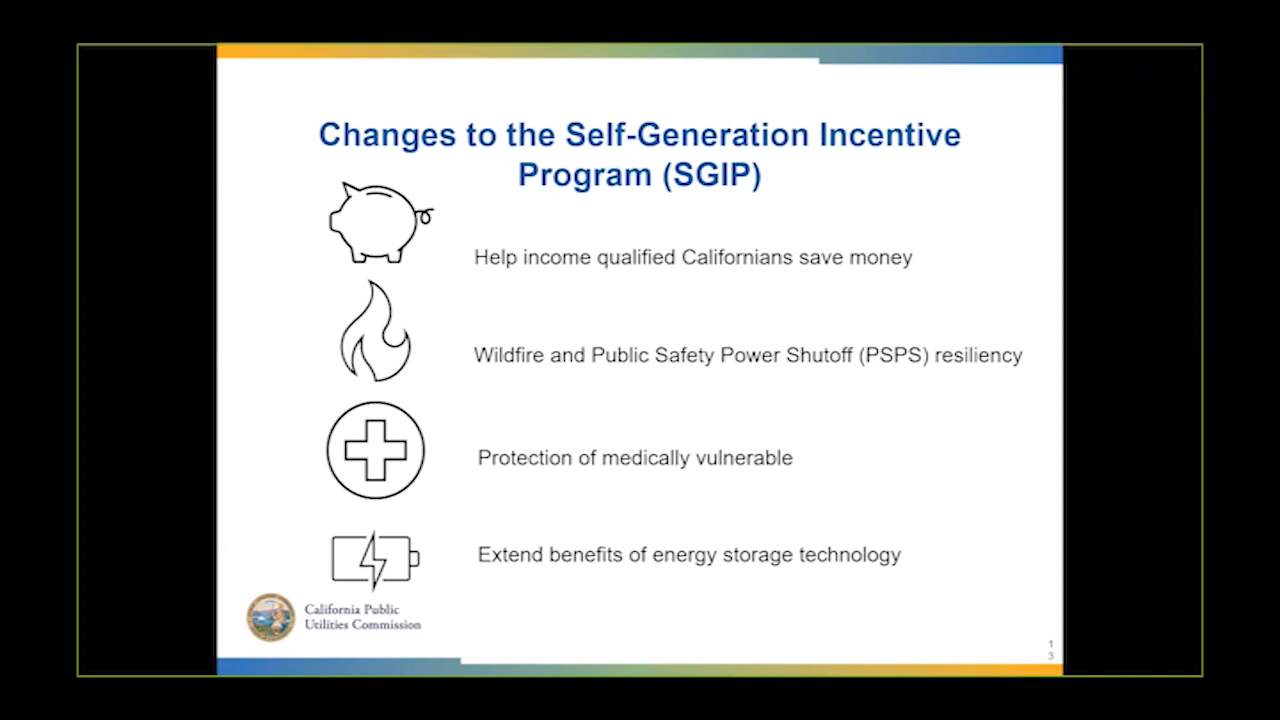 Changes to the Self-Generation Incentive
Program (SGIP)
Help income qualified Californians save money
Wildfire and Public Safety Power Shutoff (PSPS) resiliency
Protection of medically vulnerable
Extend benefits of energy storage technology
California Public
Utilities Commission
1
3